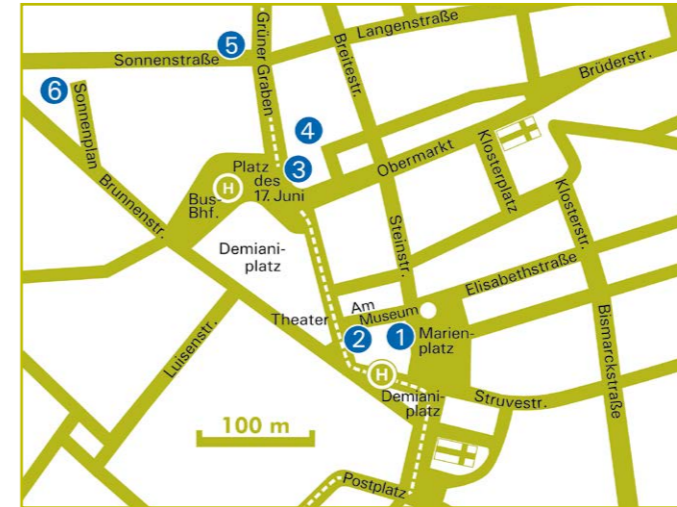 Grüner Graben
Breitestr.
Langenstraße
5
Sonnenstraße
Brüderstr.
6
Sonnenplan
4
Obermarkt
Klosterplatz
3
Platz
des
17. Juni
H
Bus-
Bhf.
Brunnenstr.
Steinstr.
Klosterstr.
Demiani-
platz
Elisabethstraße
Am
Museum
Theater
2
1
Marien-
platz
Bismarckstraße
Luisenstr.
H
Demiani-
platz
Struvestr.
100 m
Postplatz